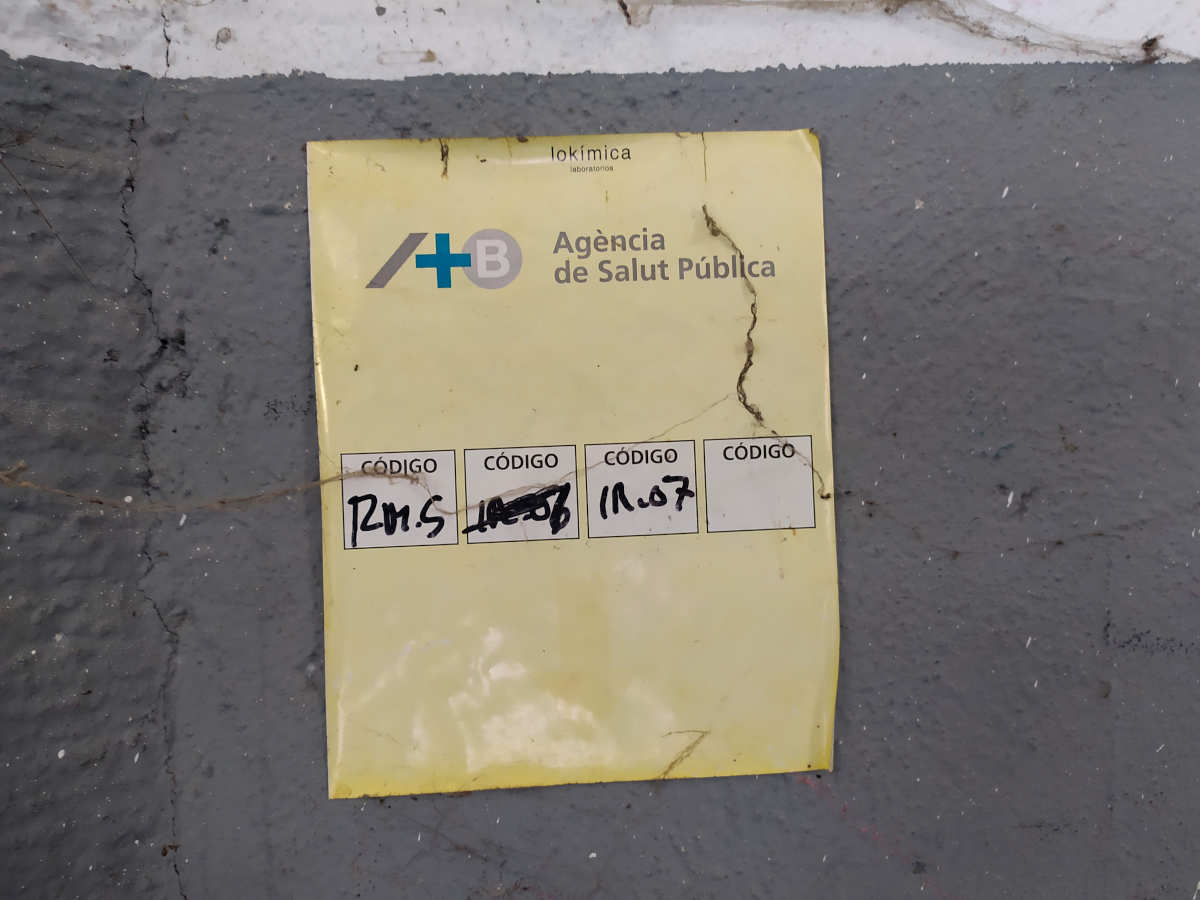 lokímica
laboratorios
A+B
Agència
de Salut Pública
CÓDIGO CÓDIGO CÓDIGO CÓDIGO
RM.5 IR.07